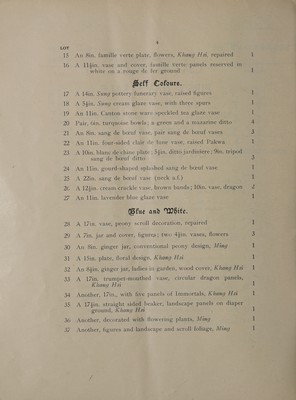 4
LOT
15 An 8in. famille verte plate, flowers, Khang Hsi, repaired 1
16 A 11½in. vase and cover, famille verte panels reserved in
white on a rouge de fer ground 1
Self Colours.
17 A 14in. Sung pottery funerary vase, raised figures 1
18 A 5½in. Sung cream glaze vase, with three spurs 1
19 An 11in. Canton stone ware speckled tea glaze vase 1
20 Pair, 6in. turquoise bowls; a green and a miniature ditto 4
21 An 8in. sang de bœuf vase, pair sang de bœuf vases 3
22 An 11in. four-sided clair de lune vase, raised Pakwa 1
23 A 10in. blanc de chine plate; 5½in. ditto jardiniere; 9in. tripod
sang de bœuf ditto 3
24 An 11in. gourd-shaped splashed sang de bœuf vase 1
25 A 22in. sang de bœuf vase (neck a.f.) 1
26 A 12½in. cream crackle vase, brown bands; 10in. vase, dragon 2
27 An 11in. lavender blue glaze vase 1
Blue and White.
28 A 17in. vase, peony scroll decoration, repaired 1
29 A 7in. jar and cover, figures; two 4½in. vases, flowers 3
30 An 8in. ginger jar, conventional peony design, Ming 1
31 A 15in. plate, floral design, Khang Hsi 1
32 An 8½in. ginger jar, ladies in garden, wood cover, Khang Hsi 1
33 A 17in. trumpet-mouthed vase, circular dragon panels,
Khang Hsi 1
34 Another, 17in., with five panels of Immortals, Khang Hsi 1
35 A 17½in. straight sided beaker, landscape panels on diaper
ground, Khang Hsi 1
36 Another, decorated with flowering plants, Ming 1
37 Another, figures and landscape and scroll foliage, Ming 1